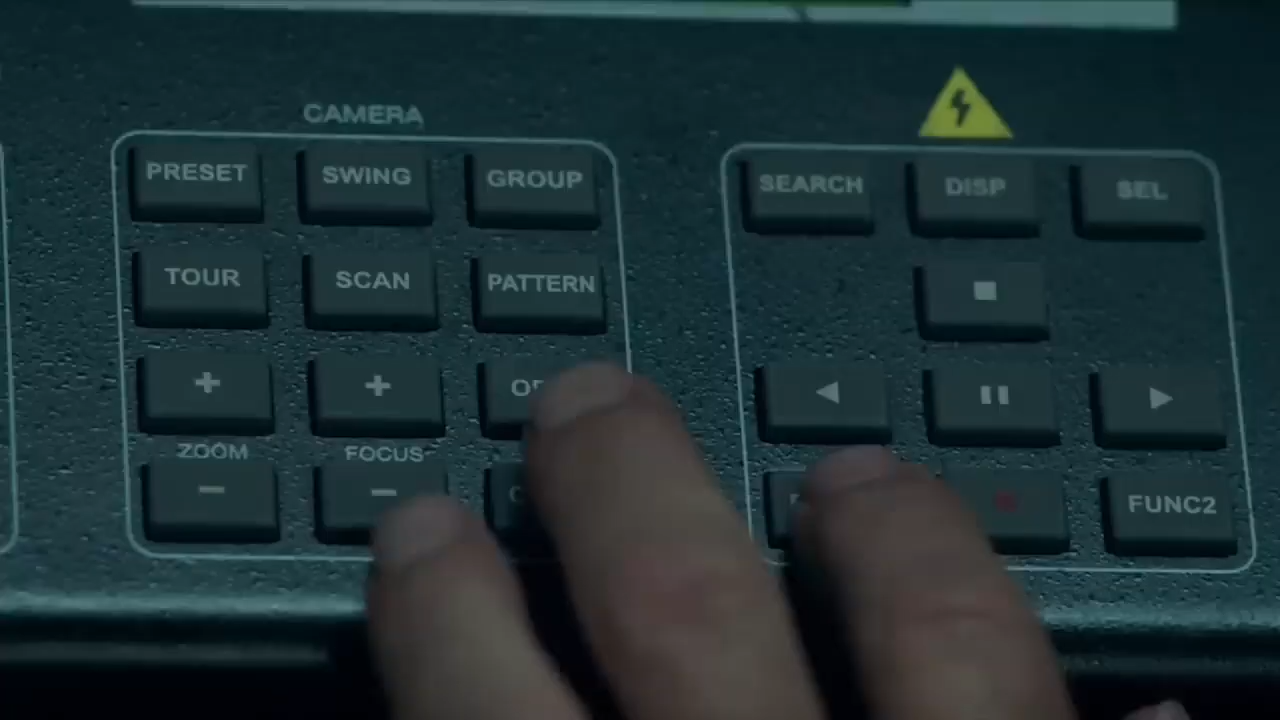 CAMERA
PRESET SWING GROUP
SEARCH DISP SEL
TOUR SCAN PATTERN
+ +
ZOOM FOCUS
- -
FUNC2